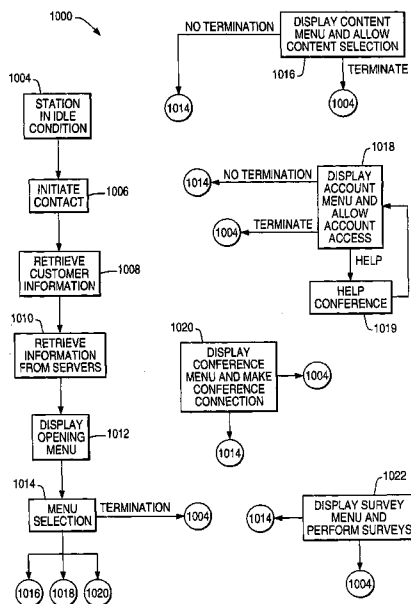 1000
1004
STATION
IN IDLE
CONDITION
INITIATE
CONTACT
1006
RETRIEVE
CUSTOMER
INFORMATION
1008
1010
RETRIEVE
INFORMATION
FROM SERVERS
DISPLAY
OPENING
MENU
1012
1014
MENU
SELECTION
TERMINATION
1004
1016
1018
1020
DISPLAY CONTENT
MENU AND ALLOW
CONTENT SELECTION
NO TERMINATION
1016
TERMINATE
1014
1004
1018
DISPLAY
ACCOUNT
MENU AND
ALLOW
ACCOUNT
ACCESS
NO TERMINATION
1014
TERMINATE
1004
HELP
HELP
CONFERENCE
1019
1020
DISPLAY
CONFERENCE
MENU AND MAKE
CONFERENCE
CONNECTION
1004
1014
1022
DISPLAY SURVEY
MENU AND
PERFORM SURVEYS
1014
1004